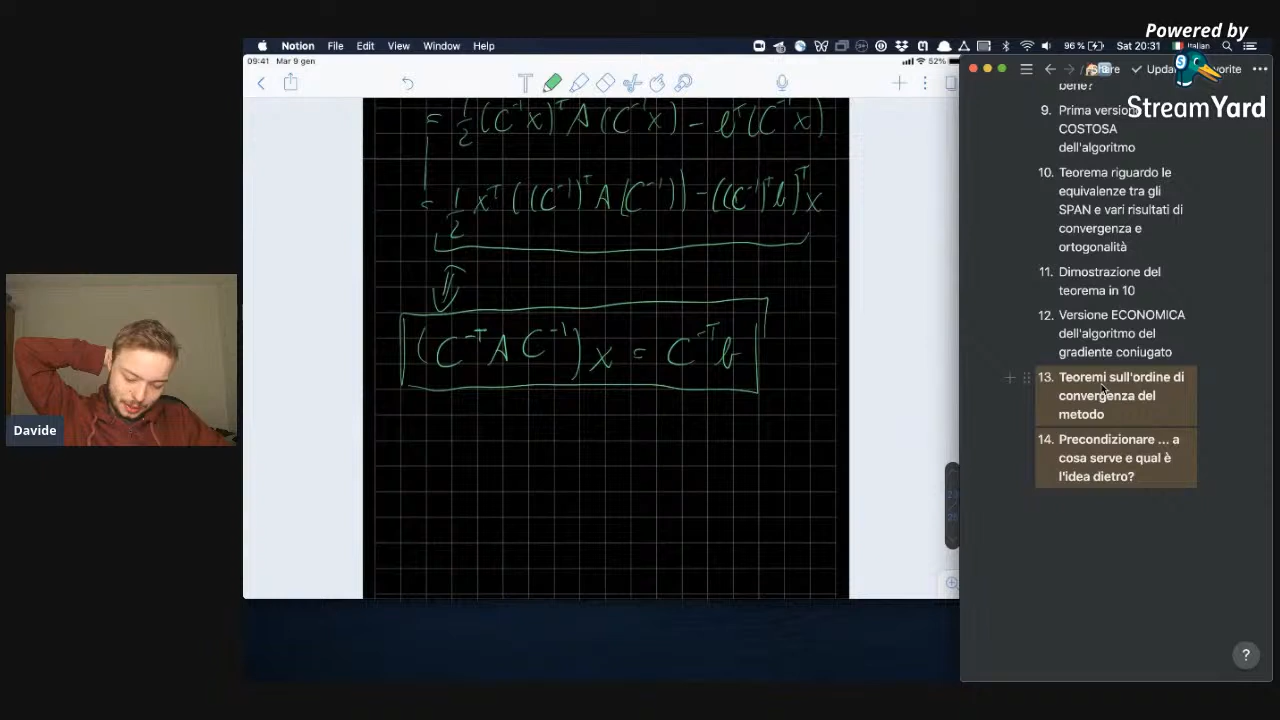 Powered by
StreamYard
Notion File Edit View Window Help
96 % Sat 20:31 Italian
09:41 Mar 9 gen
52%
= 1/2 (C⁻¹x)ᵀ A (C⁻¹x) - bᵀ(C⁻¹x)
= 1/2 xᵀ ((C⁻¹)ᵀ A (C⁻¹)) - ((C⁻¹)ᵀ b)ᵀ x
(C⁻ᵀ A C⁻¹) x = C⁻ᵀ b
Davide
bene?
9. Prima versione
COSTOSA
dell'algoritmo
10. Teorema riguardo le
equivalenze tra gli
SPAN e vari risultati di
convergenza e
ortogonalità
11. Dimostrazione del
teorema in 10
12. Versione ECONOMICA
dell'algoritmo del
gradiente coniugato
13. Teoremi sull'ordine di
convergenza del
metodo
14. Precondizionare ... a
cosa serve e qual è
l'idea dietro?
?